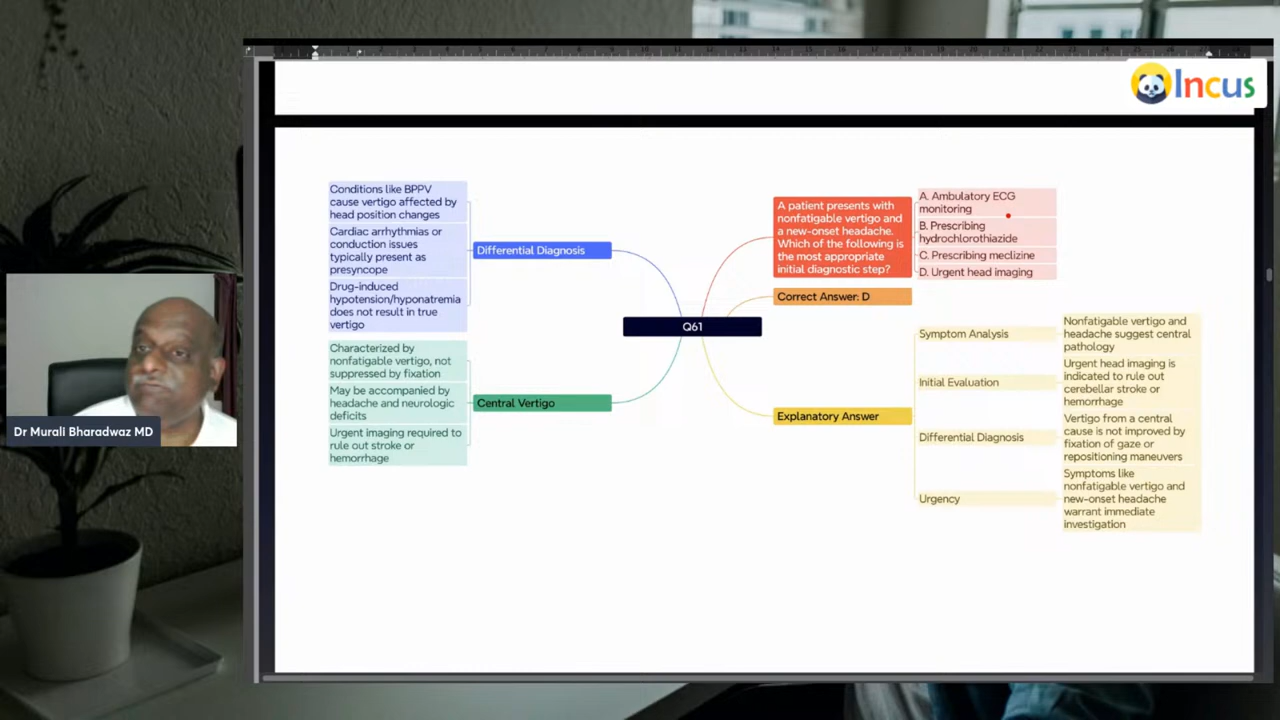 Incus
Conditions like BPPV
cause vertigo affected by
head position changes
Cardiac arrhythmias or
conduction issues
typically present as
presyncope
Drug-induced
hypotension/hyponatremia
does not result in true
vertigo
Differential Diagnosis
Characterized by
nonfatigable vertigo, not
suppressed by fixation
May be accompanied by
headache and neurologic
deficits
Urgent imaging required to
rule out stroke or
hemorrhage
Central Vertigo
Q61
A patient presents with
nonfatigable vertigo and
a new-onset headache.
Which of the following is
the most appropriate
initial diagnostic step?
A. Ambulatory ECG
monitoring
B. Prescribing
hydrochlorothiazide
C. Prescribing meclizine
D. Urgent head imaging
Correct Answer: D
Explanatory Answer
Symptom Analysis
Nonfatigable vertigo and
headache suggest central
pathology
Initial Evaluation
Urgent head imaging is
indicated to rule out
cerebellar stroke or
hemorrhage
Differential Diagnosis
Vertigo from a central
cause is not improved by
fixation of gaze or
repositioning maneuvers
Urgency
Symptoms like
nonfatigable vertigo and
new-onset headache
warrant immediate
investigation
Dr Murali Bharadwaz MD